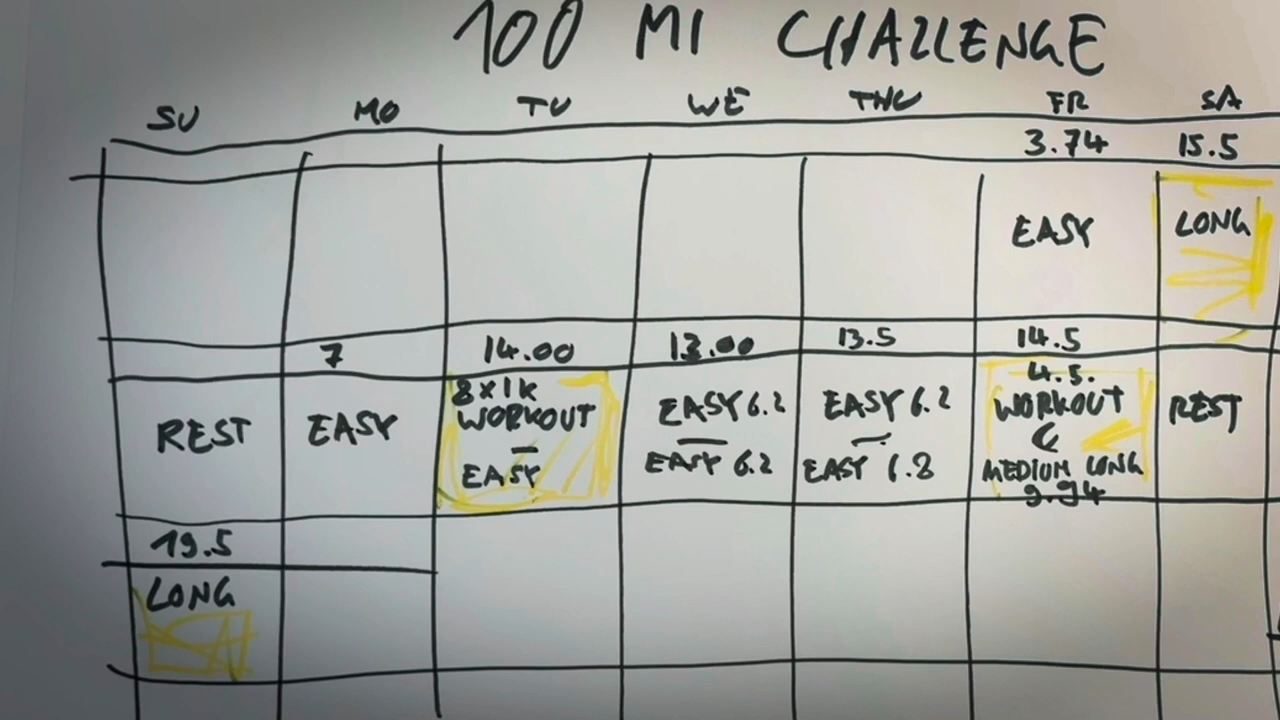 100 MI CHALLENGE
SU MO TU WE THU FR SA
3.74 15.5
EASY LONG
7 14.00 13.00 13.5 14.5
REST
EASY
8x1K
WORKOUT
—
EASY
EASY 6.2
—
EASY 6.2
EASY 6.2
—
EASY 6.8
4.5.
WORKOUT
&
MEDIUM LONG
9.94
REST
19.5
LONG